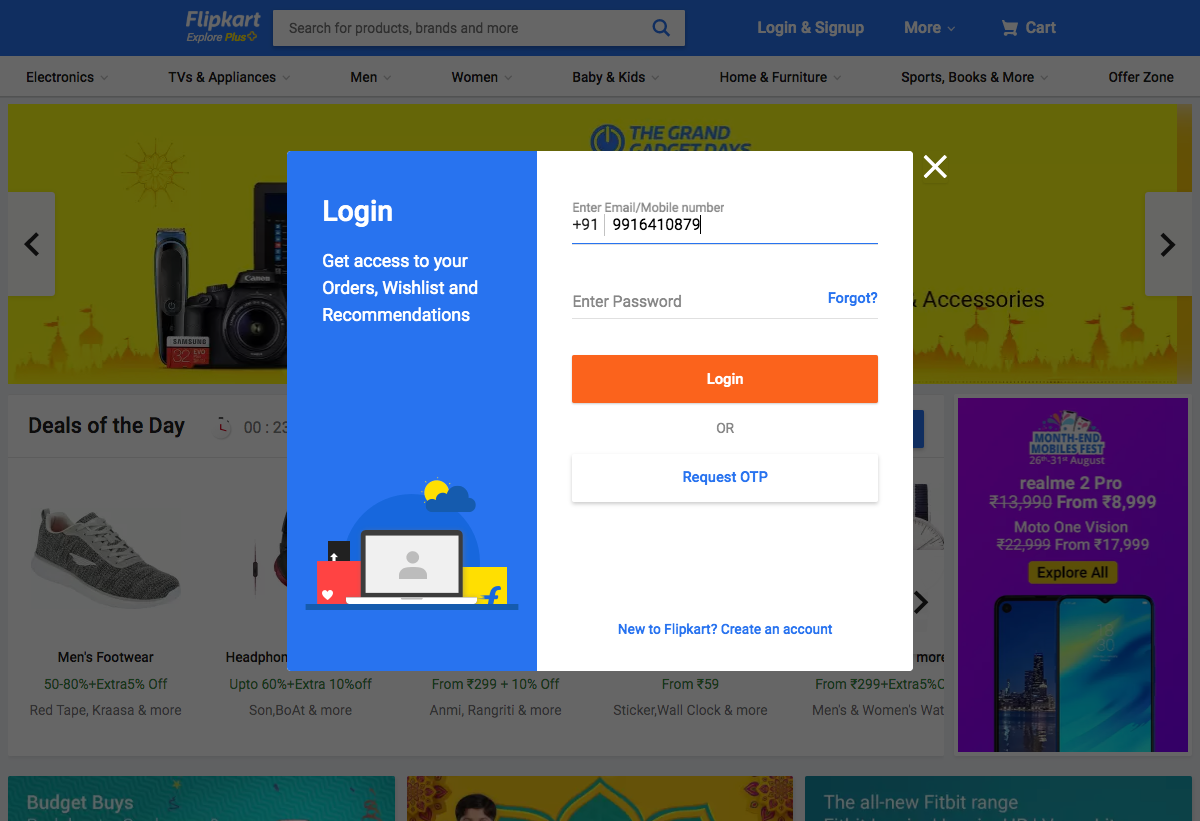 Flipkart
Explore Plus
Search for products, brands and more
Login & Signup
More
Cart
Electronics
TVs & Appliances
Men
Women
Baby & Kids
Home & Furniture
Sports, Books & More
Offer Zone
THE GRAND
GADGET DAYS
Canon
SAMSUNG
32 EVO
& Accessories
Login
Get access to your
Orders, Wishlist and
Recommendations
Enter Email/Mobile number
+91 9916410879
Enter Password
Forgot?
Login
OR
Request OTP
New to Flipkart? Create an account
Deals of the Day
00 : 23
Men's Footwear
50-80%+Extra5% Off
Red Tape, Kraasa & more
Headphon
Upto 60%+Extra 10%off
Son,BoAt & more
From ₹299 + 10% Off
Anmi, Rangriti & more
From ₹59
Sticker,Wall Clock & more
more
From ₹299+Extra5%O
Men's & Women's Wat
MONTH-END
MOBILES FEST
26th-31st August
realme 2 Pro
₹13,990 From ₹8,999
Moto One Vision
₹22,999 From ₹17,999
Explore All
Budget Buys
The all-new Fitbit range